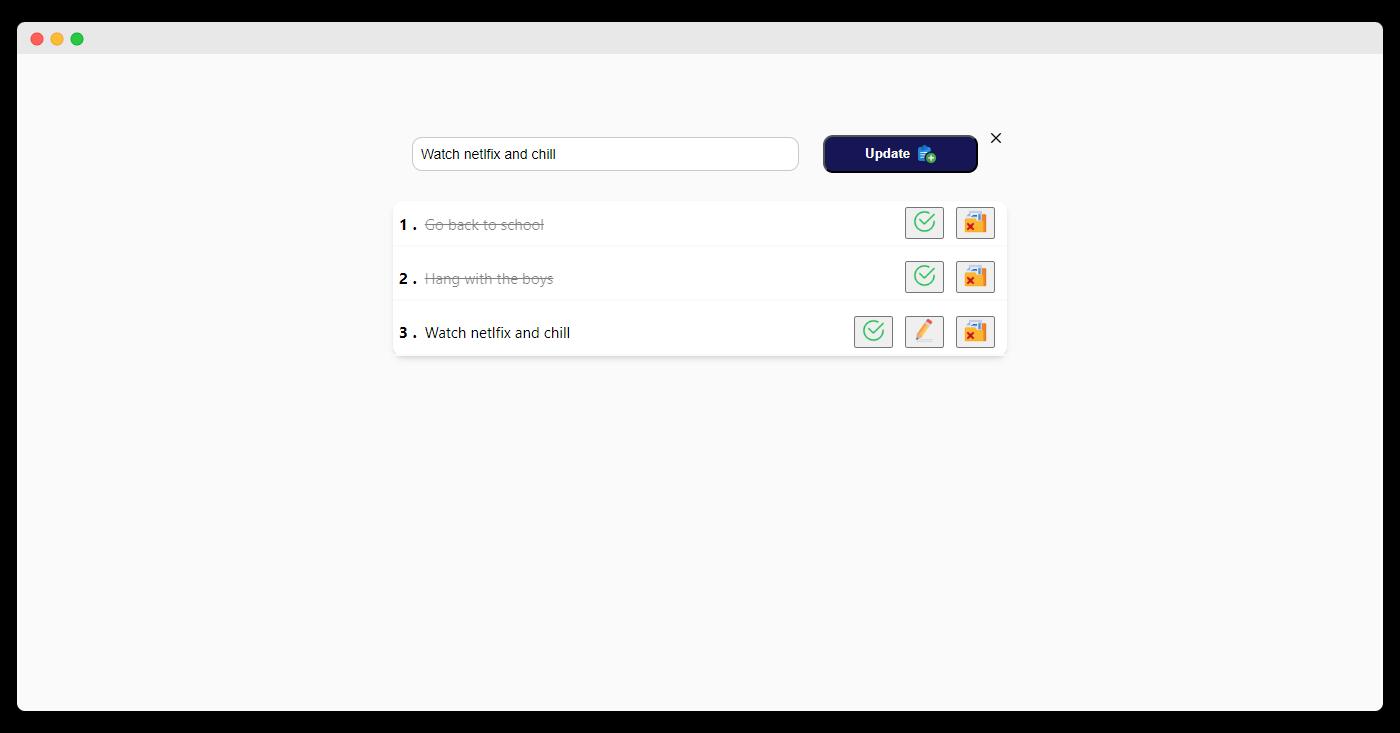 Watch netlfix and chill
Update
1 . Go back to school
2 . Hang with the boys
3 . Watch netlfix and chill